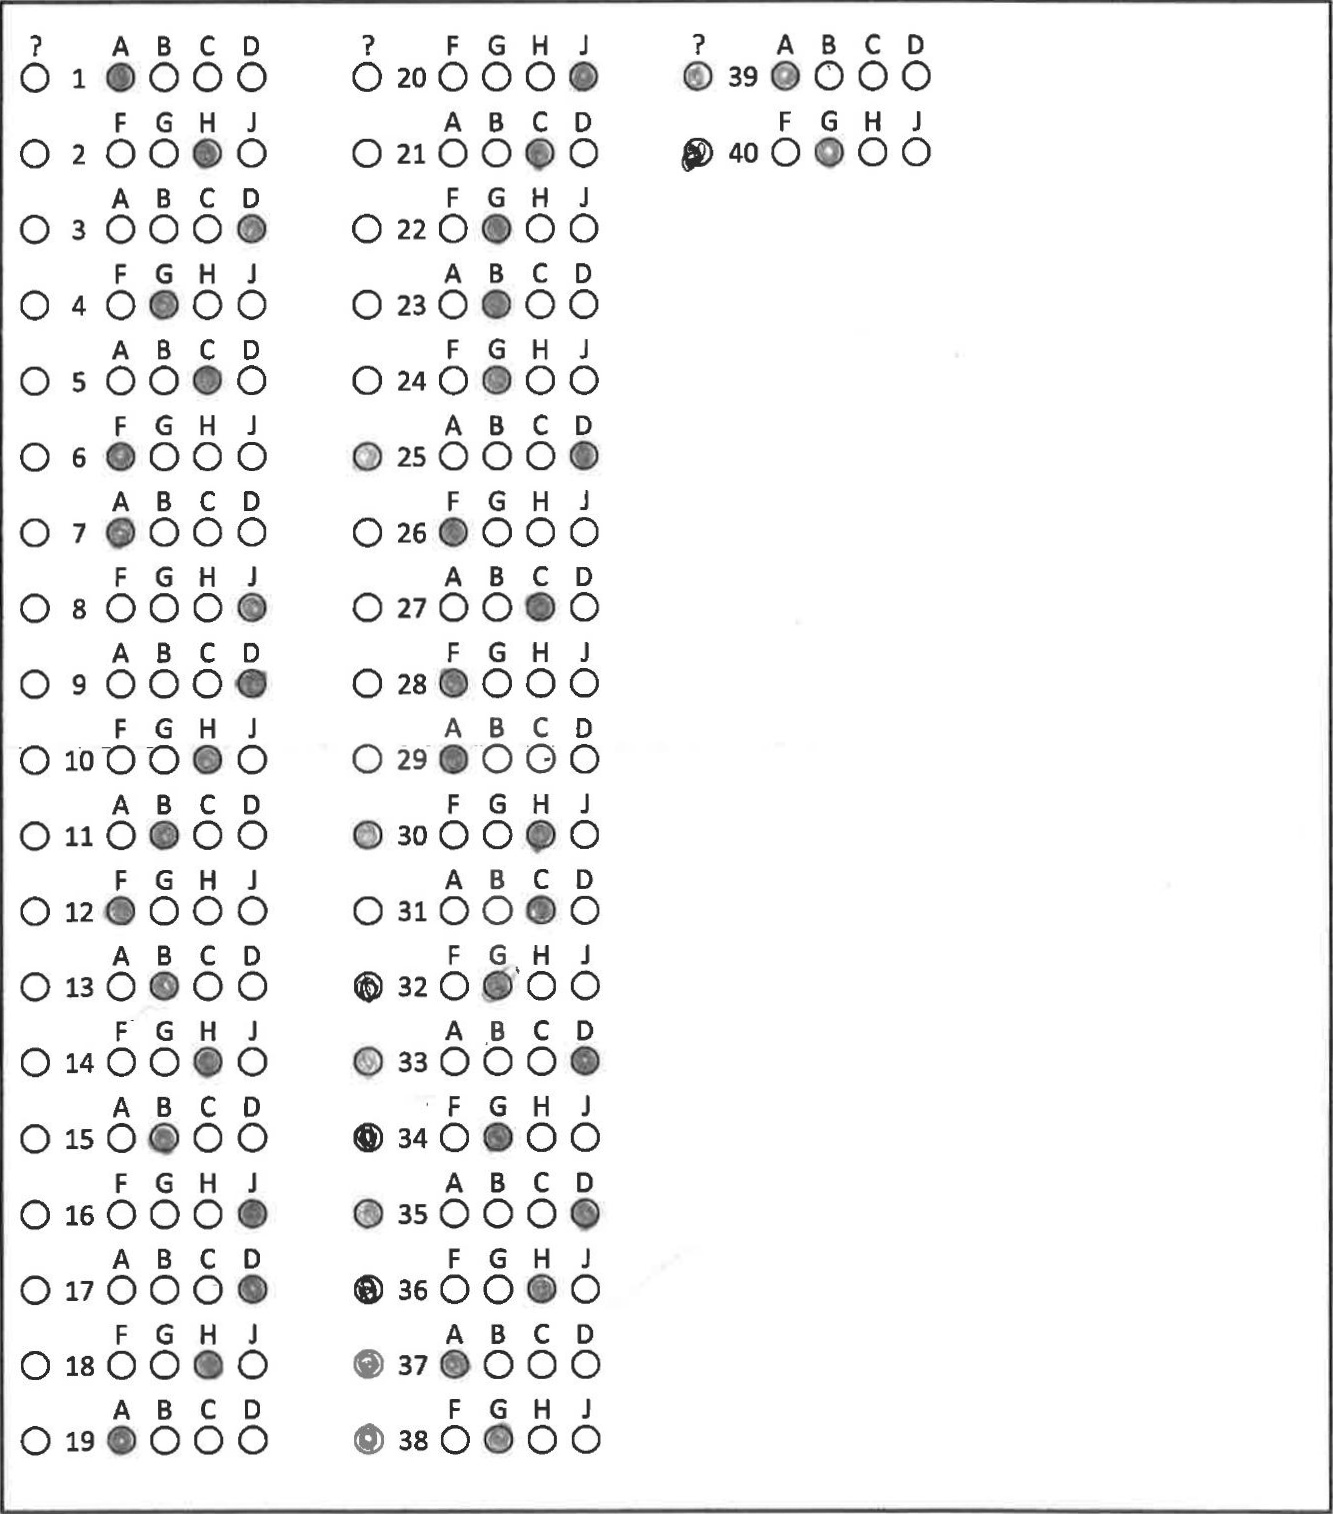 ? A B C D
1
F G H J
2
A B C D
3
F G H J
4
A B C D
5
F G H J
6
A B C D
7
F G H J
8
A B C D
9
F G H J
10
A B C D
11
F G H J
12
A B C D
13
F G H J
14
A B C D
15
F G H J
16
A B C D
17
F G H J
18
A B C D
19
? F G H J
20
A B C D
21
F G H J
22
A B C D
23
F G H J
24
A B C D
25
F G H J
26
A B C D
27
F G H J
28
A B C D
29
F G H J
30
A B C D
31
F G H J
32
A B C D
33
F G H J
34
A B C D
35
F G H J
36
A B C D
37
F G H J
38
? A B C D
39
F G H J
40